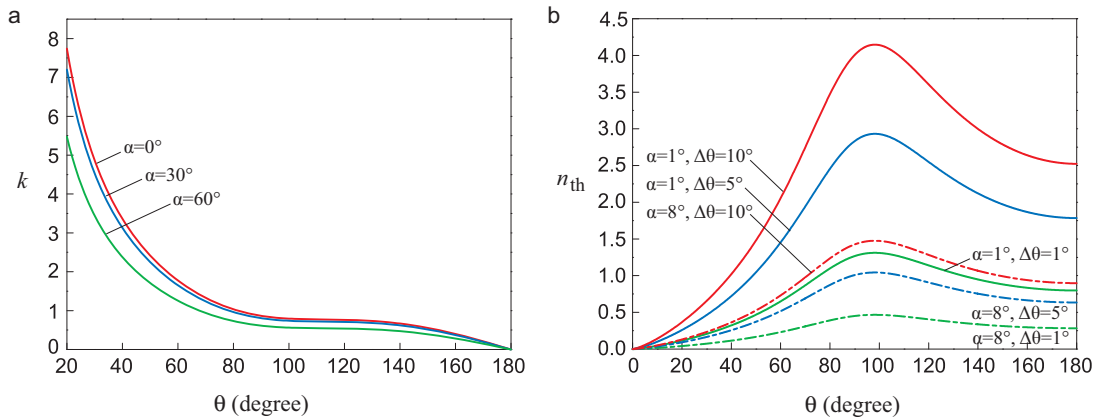 a
8
7
6
5
4
3
2
1
0
k
α=0°
α=30°
α=60°
20 40 60 80 100 120 140 160 180
θ (degree)
b
4.5
4.0
3.5
3.0
2.5
2.0
1.5
1.0
0.5
0.0
nth
α=1°, Δθ=10°
α=1°, Δθ=5°
α=8°, Δθ=10°
α=1°, Δθ=1°
α=8°, Δθ=5°
α=8°, Δθ=1°
0 20 40 60 80 100 120 140 160 180
θ (degree)